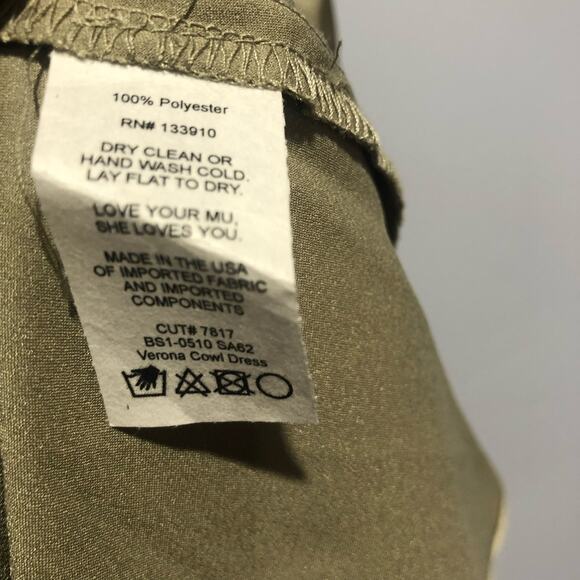 100% Polyester
RN# 133910
DRY CLEAN OR
HAND WASH COLD.
LAY FLAT TO DRY.
LOVE YOUR MU,
SHE LOVES YOU.
MADE IN THE USA
OF IMPORTED FABRIC
AND IMPORTED
COMPONENTS
CUT# 7817
BS1-0510 SA62
Verona Cowl Dress